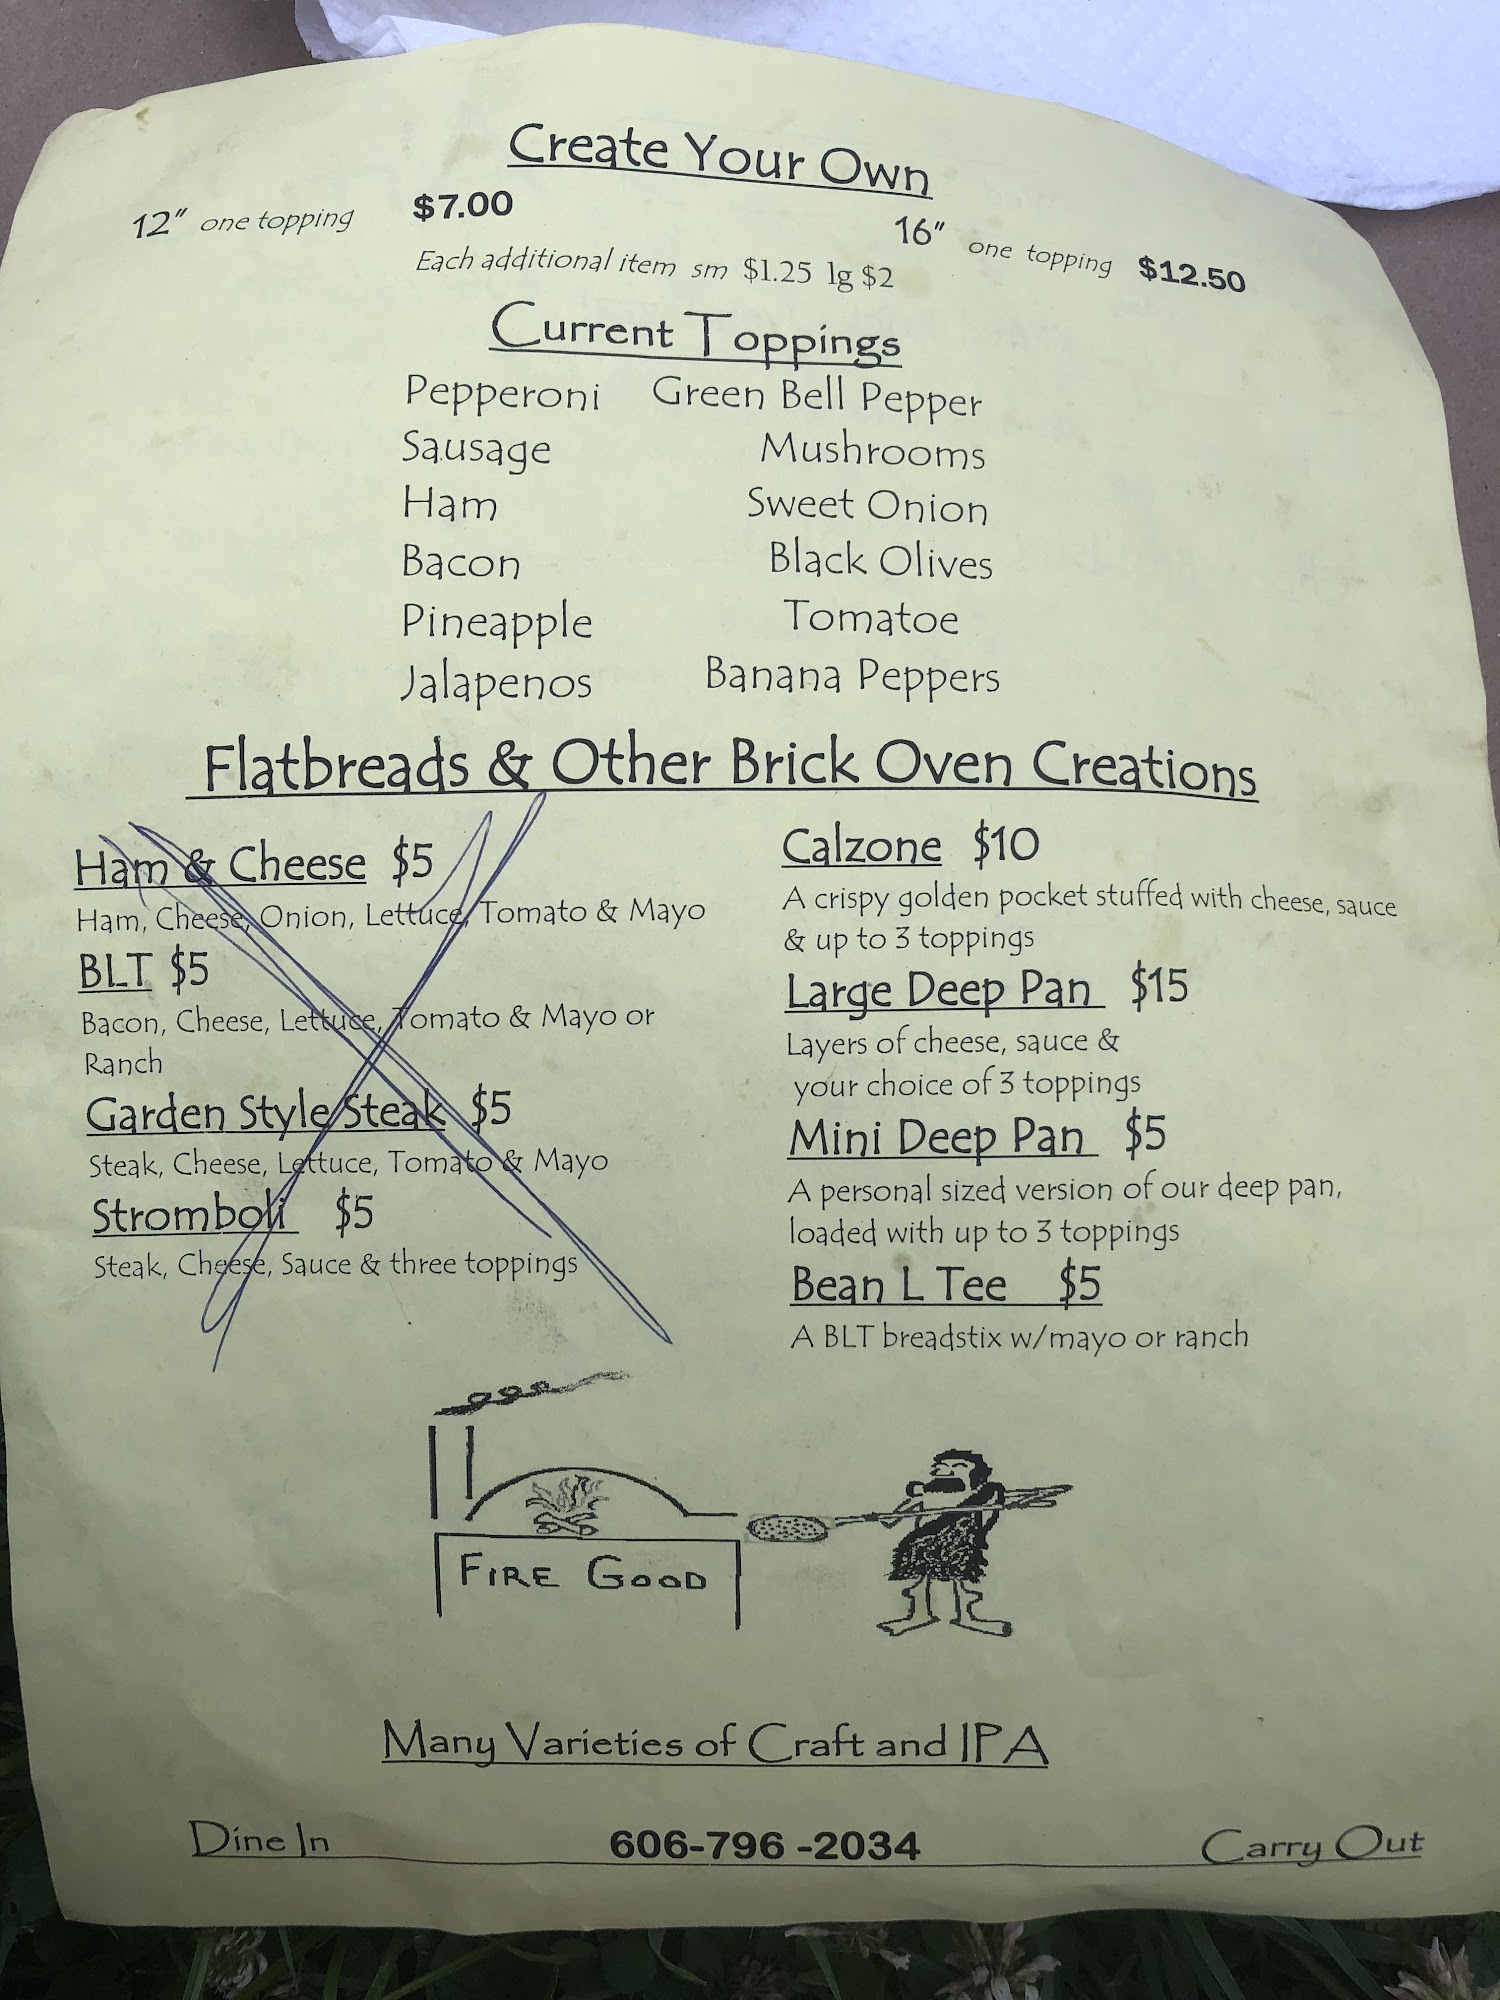 Create Your Own
12" one topping $7.00 16" one topping $12.50
Each additional item sm $1.25 lg $2
Current Toppings
Pepperoni Green Bell Pepper
Sausage Mushrooms
Ham Sweet Onion
Bacon Black Olives
Pineapple Tomatoe
Jalapenos Banana Peppers
Flatbreads & Other Brick Oven Creations
Ham & Cheese $5
Ham, Cheese, Onion, Lettuce, Tomato & Mayo
BLT $5
Bacon, Cheese, Lettuce, Tomato & Mayo or
Ranch
Garden Style Steak $5
Steak, Cheese, Lettuce, Tomato & Mayo
Stromboli $5
Steak, Cheese, Sauce & three toppings
Calzone $10
A crispy golden pocket stuffed with cheese, sauce
& up to 3 toppings
Large Deep Pan $15
Layers of cheese, sauce &
your choice of 3 toppings
Mini Deep Pan $5
A personal sized version of our deep pan,
loaded with up to 3 toppings
Bean L Tee $5
A BLT breadstix w/mayo or ranch
FIRE GOOD
Many Varieties of Craft and IPA
Dine In 606-796 -2034 Carry Out